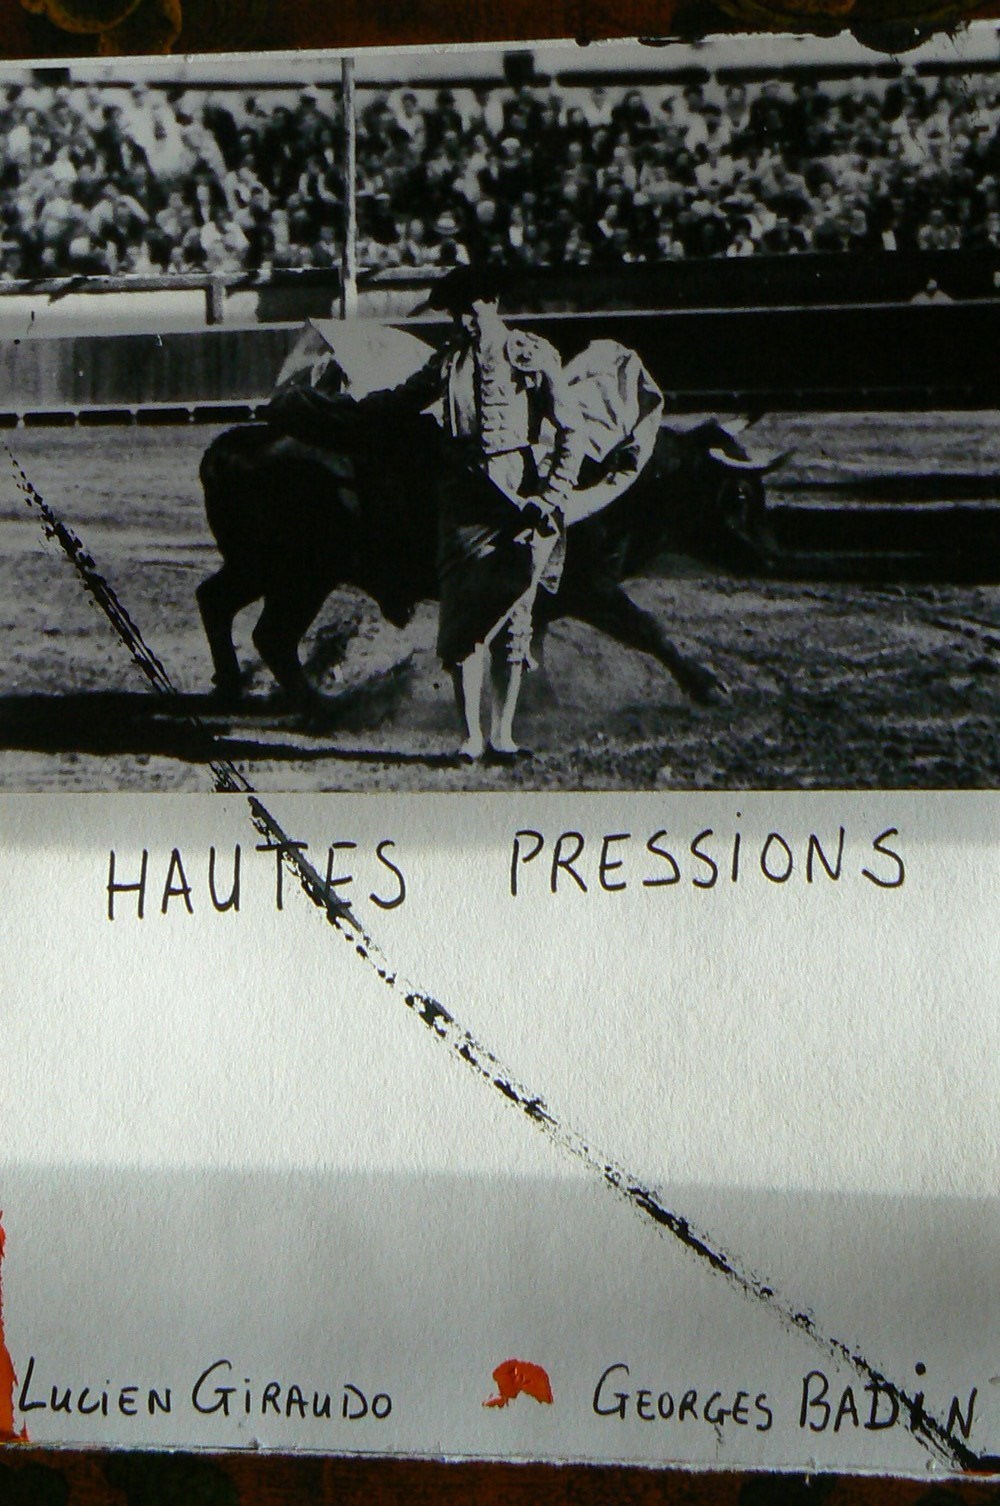 HAUTES PRESSIONS
LUCIEN GIRAUDO GEORGES BADIN